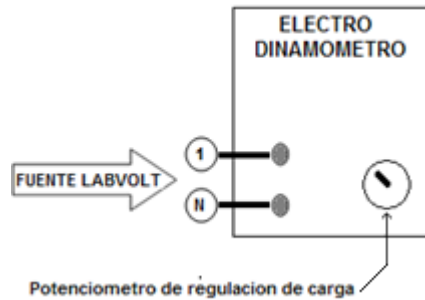 ELECTRO
DINAMOMETRO
1
FUENTE LABVOLT
N
Potenciometro de regulacion de carga